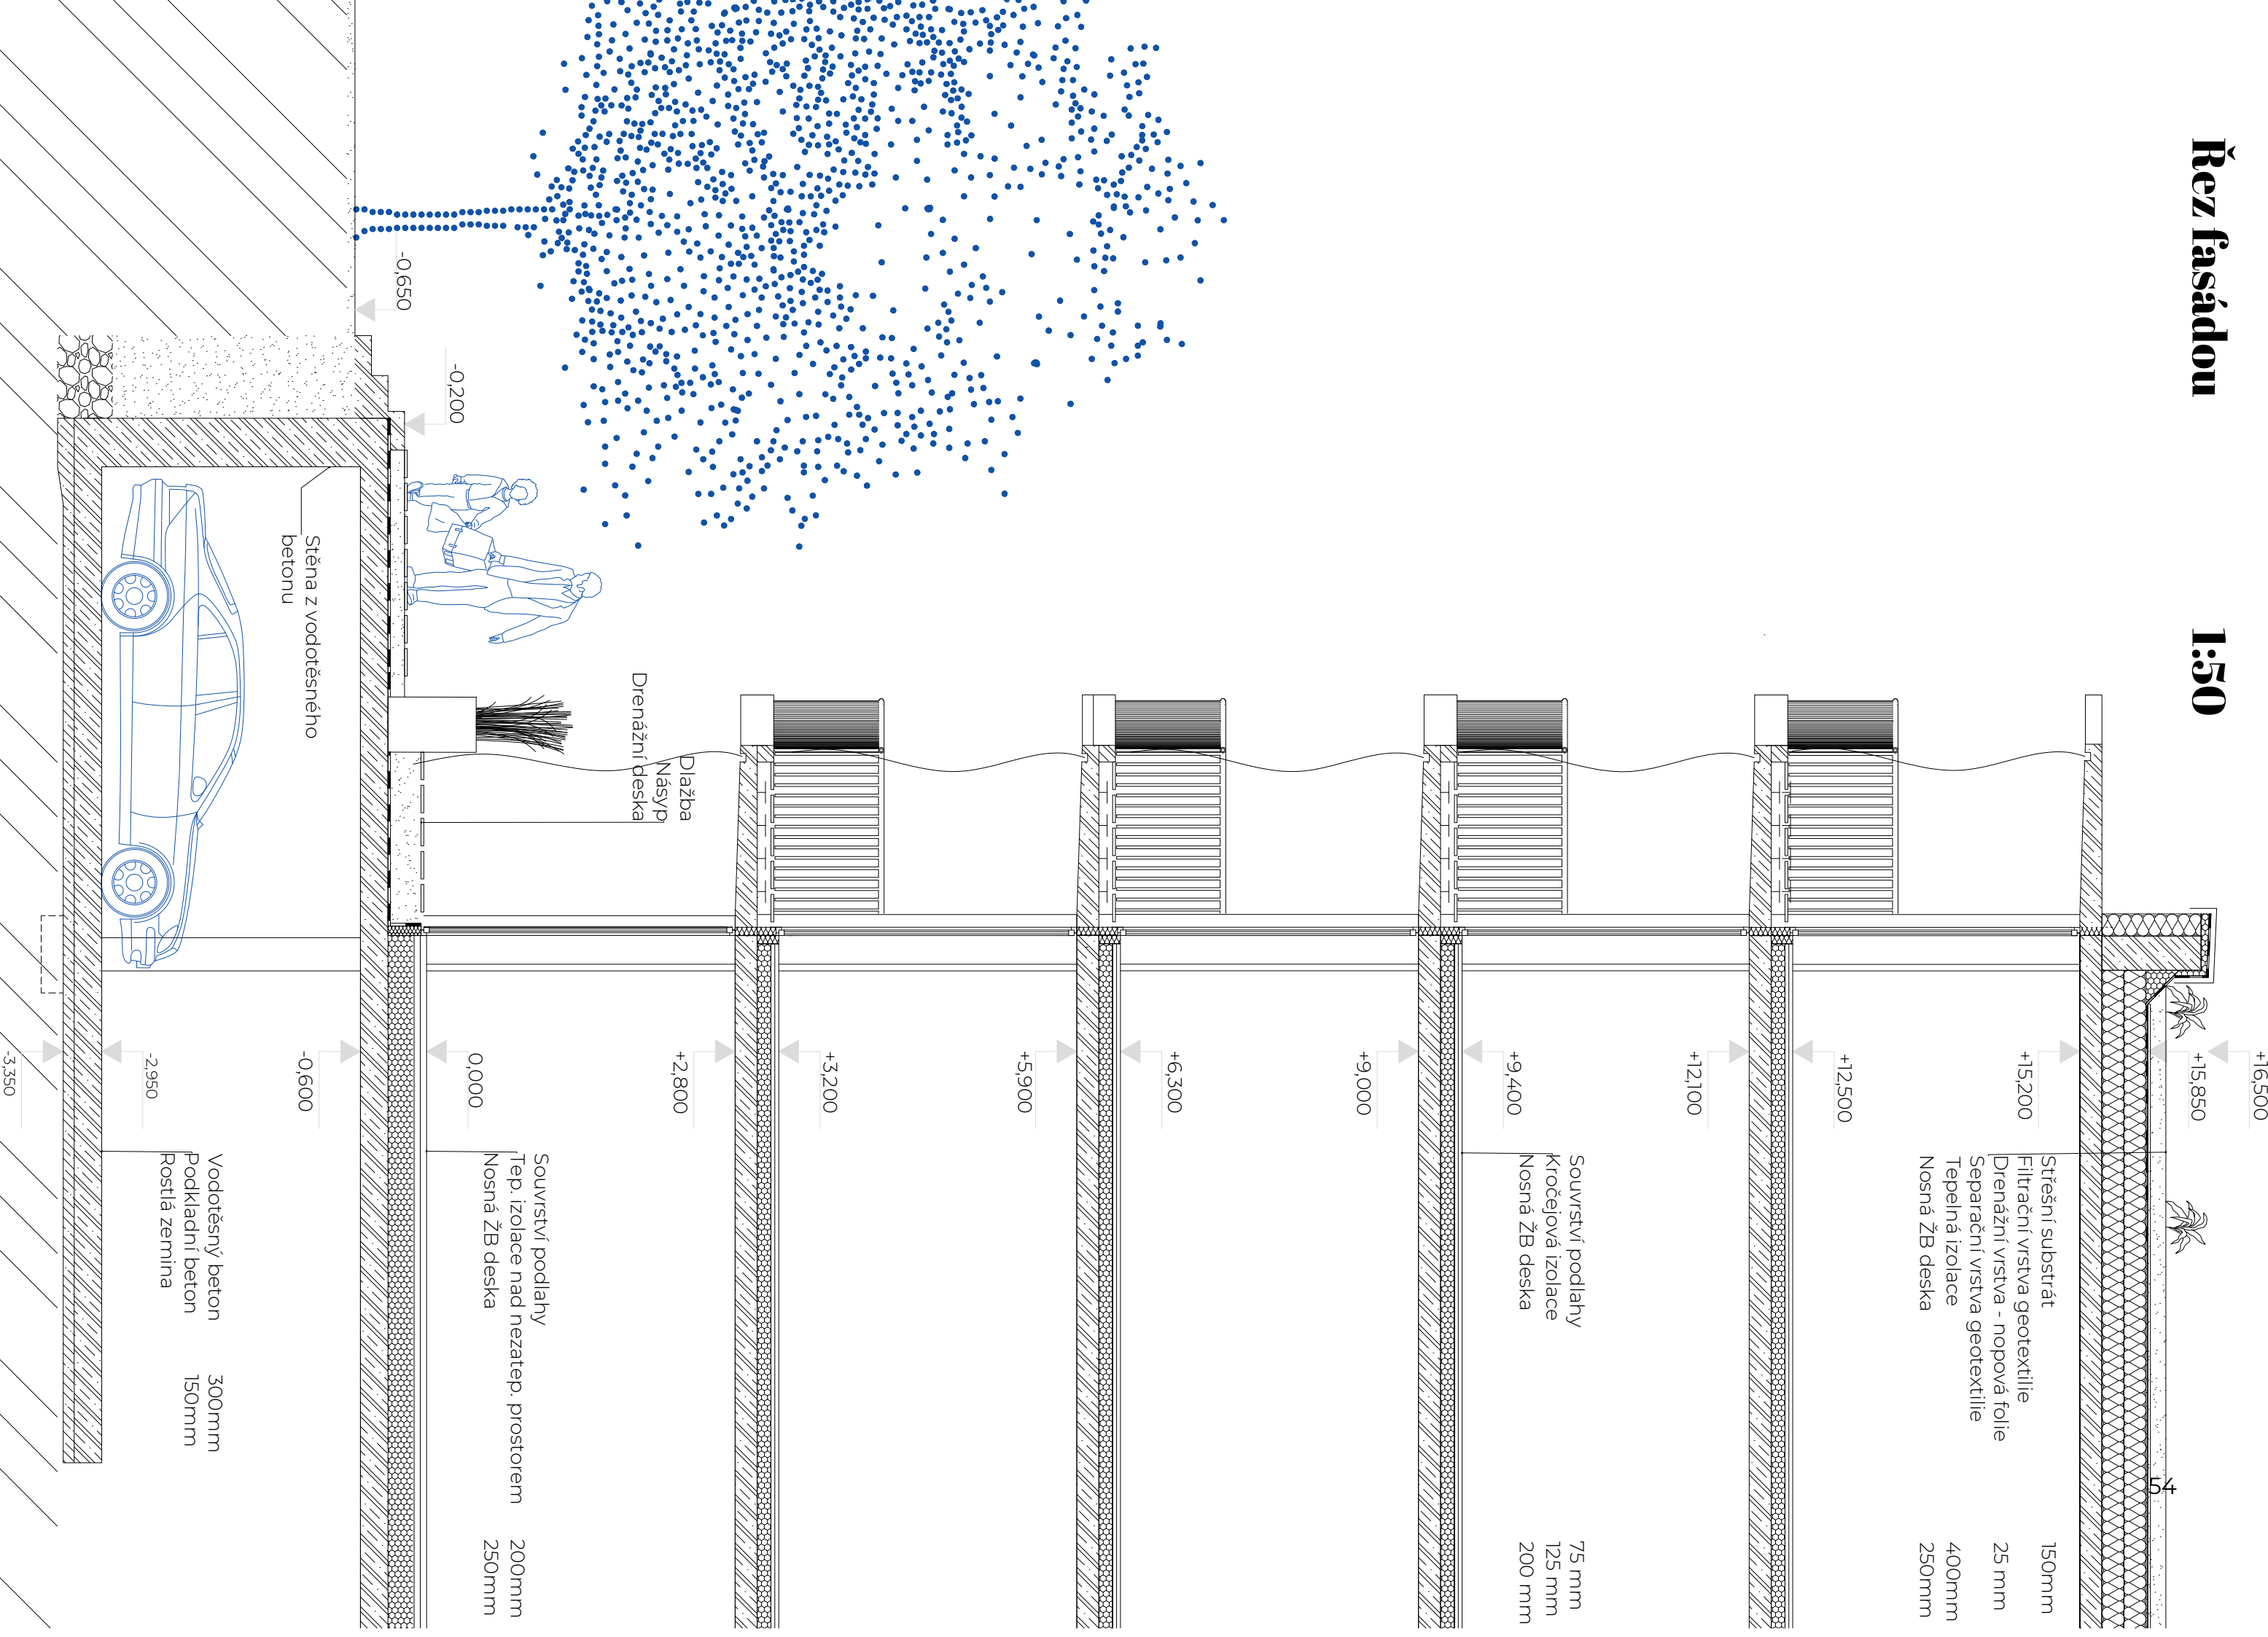 Řez fasádou
1:50
+16,500
+15,850
+15,200
+12,500
+12,100
+9,400
+9,000
+6,300
+5,900
+3,200
+2,800
0,000
-0,600
-2,950
-3,350
-0,650
-0,200
Střešní substrát 150mm
Filtrační vrstva geotextilie
Drenážní vrstva - nopová folie 25 mm
Separační vrstva geotextilie
Tepelná izolace 400mm
Nosná ŽB deska 250mm
Souvrství podlahy 75 mm
Kročejová izolace 125 mm
Nosná ŽB deska 200 mm
Dlažba
Násyp
Drenážní deska
Souvrství podlahy
Tep. izolace nad nezatep. prostorem 200mm
Nosná ŽB deska 250mm
Stěna z vodotěsného
betonu
Vodotěsný beton 300mm
Podkladní beton 150mm
Rostlá zemina
54